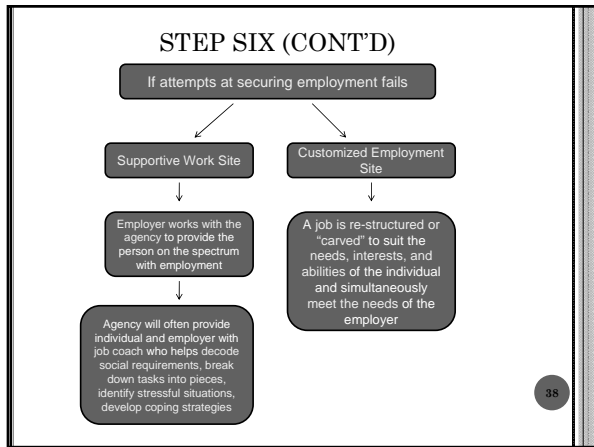 STEP SIX (CONT'D)
If attempts at securing employment fails
Supportive Work Site
Customized Employment
Site
Employer works with the
agency to provide the
person on the spectrum
with employment
A job is re-structured or
“carved” to suit the
needs, interests, and
abilities of the individual
and simultaneously
meet the needs of the
employer
Agency will often provide
individual and employer with
job coach who helps decode
social requirements, break
down tasks into pieces,
identify stressful situations,
develop coping strategies
38